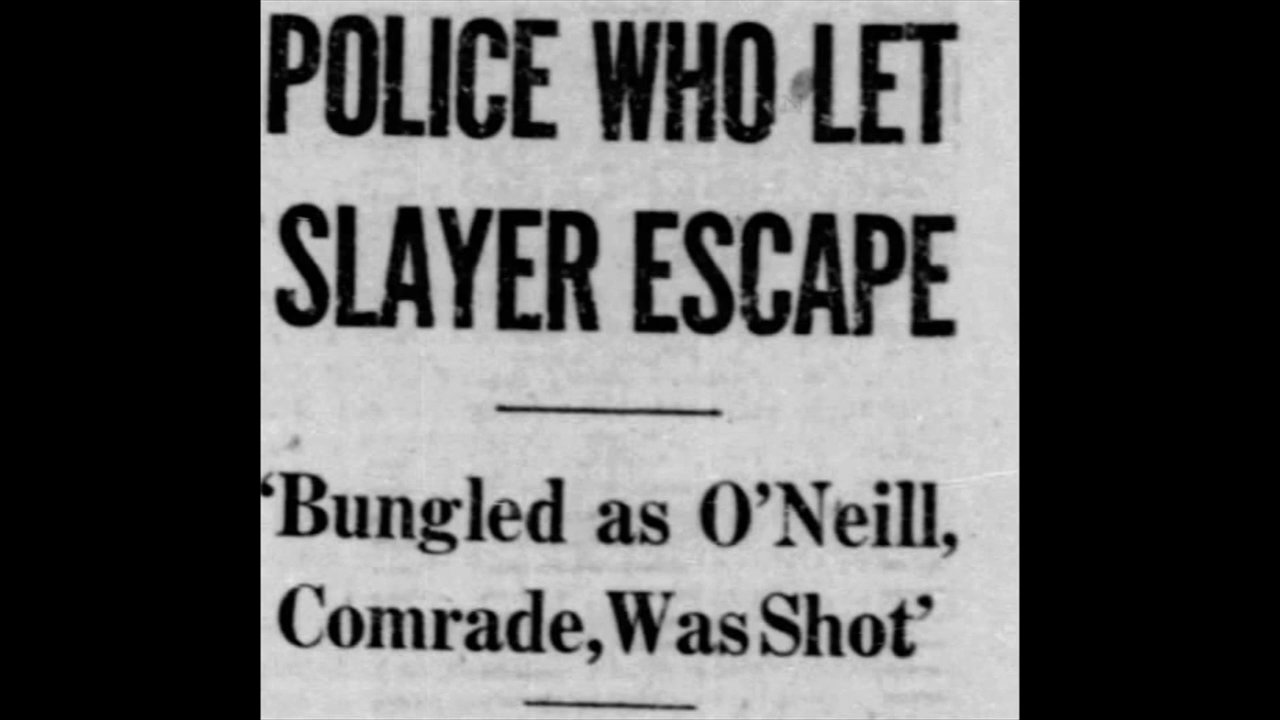 POLICE WHO LET
SLAYER ESCAPE
‘Bungled as O’Neill,
Comrade, Was Shot’